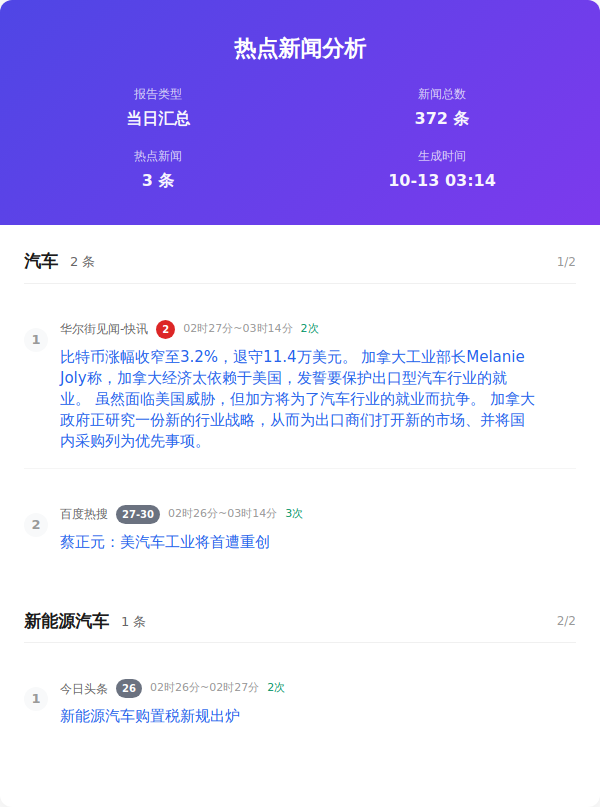 热点新闻分析
报告类型
新闻总数
当日汇总
372 条
热点新闻
生成时间
3 条
10-13 03:14
汽车 2 条 1/2
1 华尔街见闻-快讯 2 02时27分~03时14分 2次
比特币涨幅收窄至3.2%，退守11.4万美元。 加拿大工业部长Melanie
Joly称，加拿大经济太依赖于美国，发誓要保护出口型汽车行业的就
业。 虽然面临美国威胁，但加方将为了汽车行业的就业而抗争。 加拿大
政府正研究一份新的行业战略，从而为出口商们打开新的市场、并将国
内采购列为优先事项。
2 百度热搜 27-30 02时26分~03时14分 3次
蔡正元：美汽车工业将首遭重创
新能源汽车 1 条 2/2
1 今日头条 26 02时26分~02时27分 2次
新能源汽车购置税新规出炉